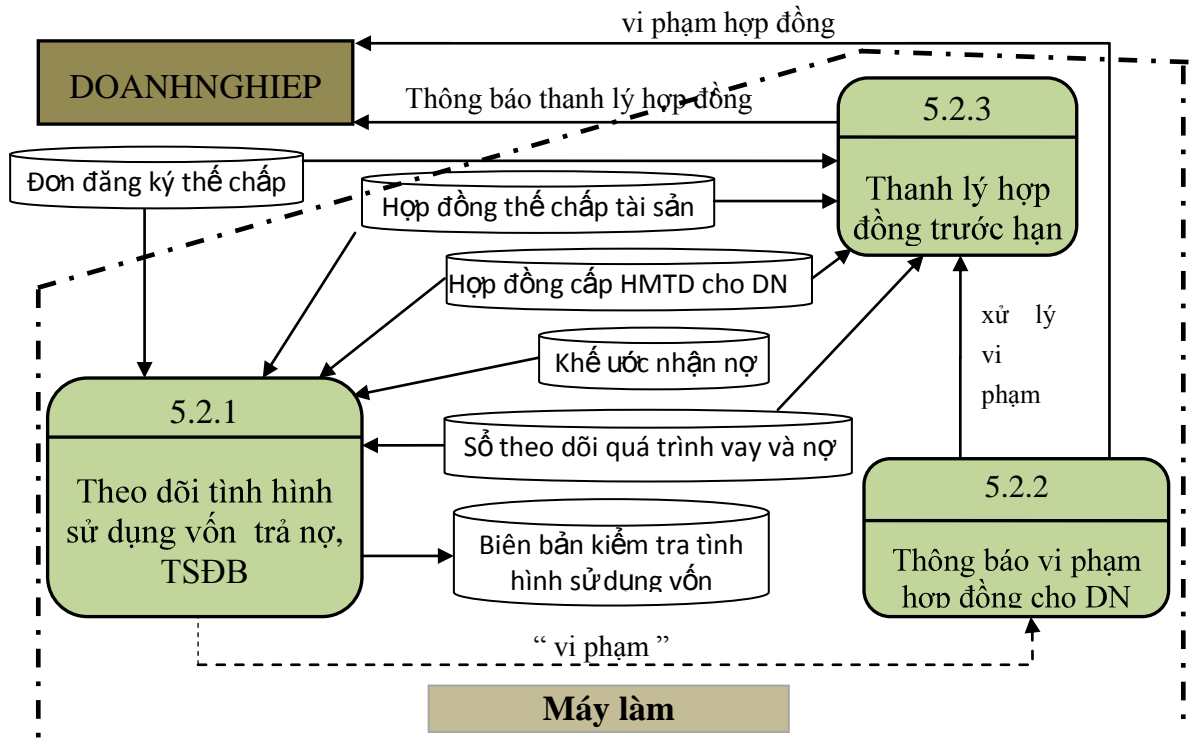 vi phạm hợp đồng
DOANHNGHIEP
Thông báo thanh lý hợp đồng
5.2.3
Thanh lý hợp
đồng trước hạn
Đơn đăng ký thế chấp
Hợp đồng thế chấp tài sản
Hợp đồng cấp HMTD cho DN
xử lý
vi
phạm
Khế ước nhận nợ
5.2.1
Theo dõi tình hình
sử dụng vốn trả nợ,
TSĐB
Sổ theo dõi quá trình vay và nợ
5.2.2
Thông báo vi phạm
hợp đồng cho DN
Biên bản kiểm tra tình
hình sử dụng vốn
“ vi phạm ”
Máy làm